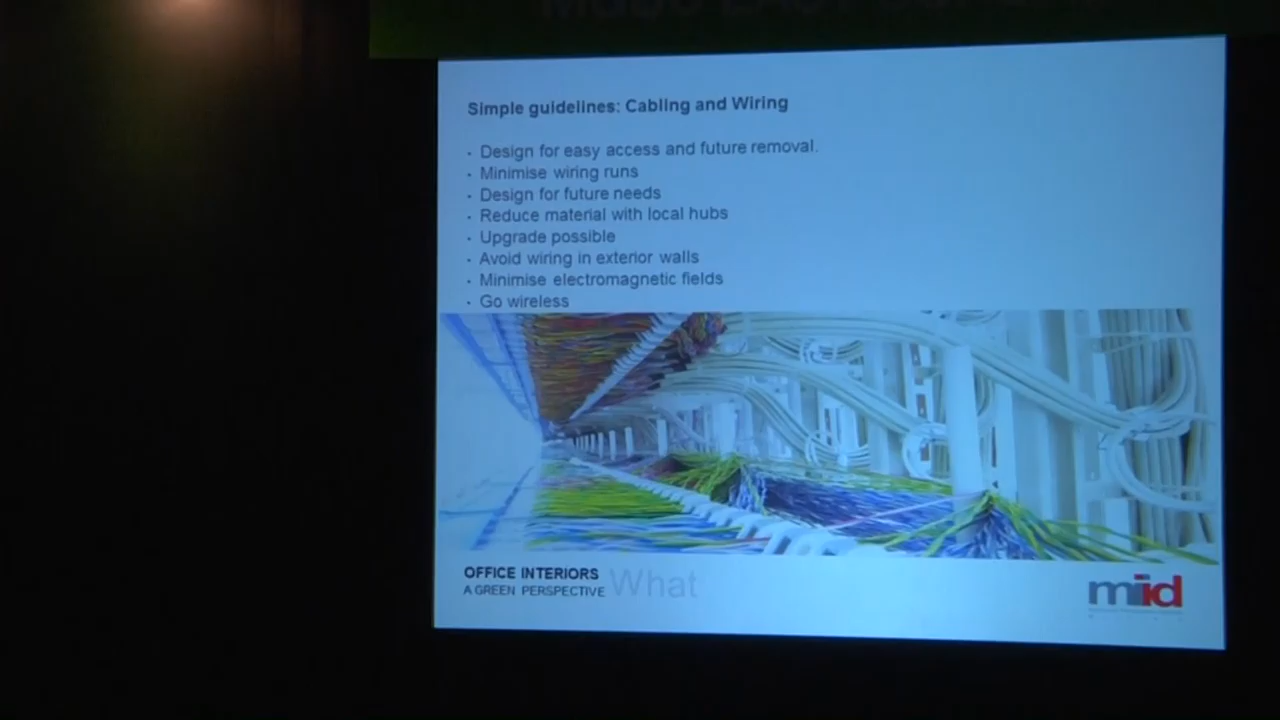 Simple guidelines: Cabling and Wiring
· Design for easy access and future removal.
· Minimise wiring runs
· Design for future needs
· Reduce material with local hubs
· Upgrade possible
· Avoid wiring in exterior walls
· Minimise electromagnetic fields
· Go wireless
OFFICE INTERIORS
A GREEN PERSPECTIVE What
miid